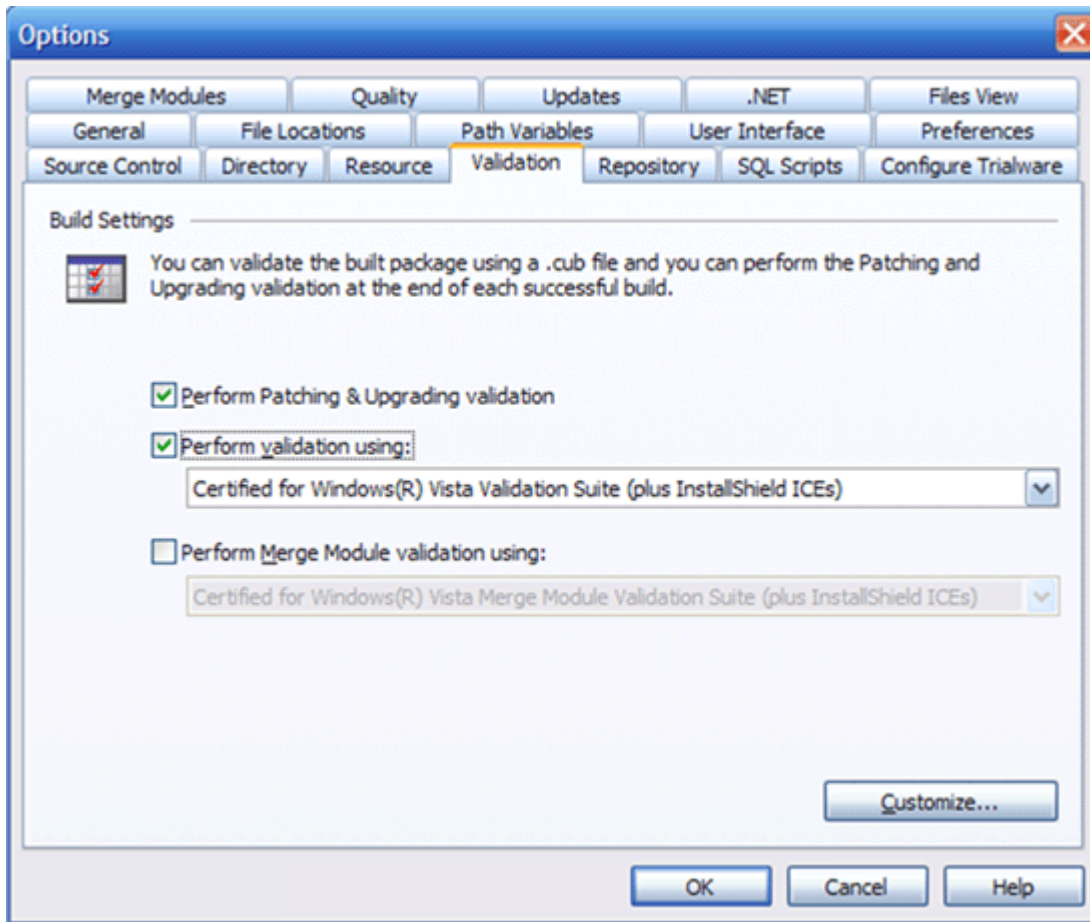 Options
Merge Modules Quality Updates .NET Files View
General File Locations Path Variables User Interface Preferences
Source Control Directory Resource Validation Repository SQL Scripts Configure Trialware
Build Settings
You can validate the built package using a .cub file and you can perform the Patching and
Upgrading validation at the end of each successful build.
Perform Patching & Upgrading validation
Perform validation using:
Certified for Windows(R) Vista Validation Suite (plus InstallShield ICEs)
Perform Merge Module validation using:
Certified for Windows(R) Vista Merge Module Validation Suite (plus InstallShield ICEs)
Customize...
OK Cancel Help